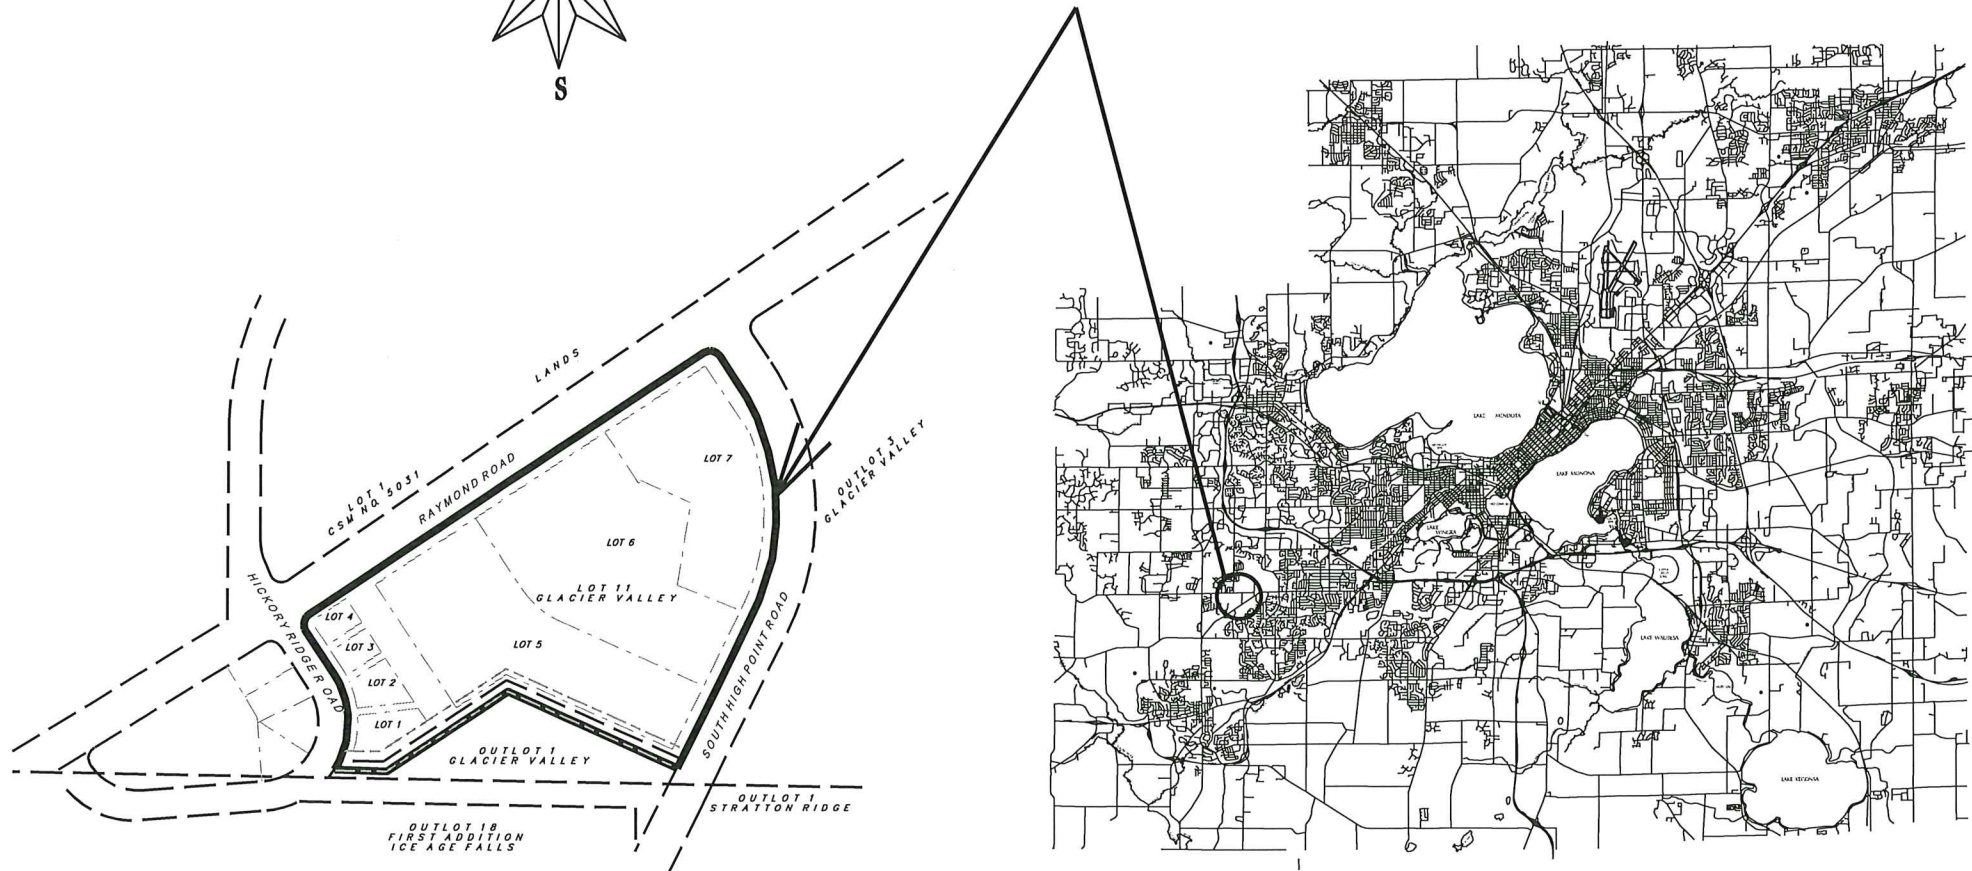 S
LANDS
LOT 1
CSM NO. 5031
RAYMOND ROAD
OUTLOT 3
GLACIER VALLEY
LOT 7
LOT 6
LOT 11
GLACIER VALLEY
HICKORY RIDGER ROAD
LOT 4
LOT 3
LOT 5
LOT 2
LOT 1
SOUTH HIGH POINT ROAD
OUTLOT 1
GLACIER VALLEY
OUTLOT 1
STRATTON RIDGE
OUTLOT 18
FIRST ADDITION
ICE AGE FALLS
LAKE MENDOTA
LAKE MONONA
LAKE
WINGRA
LAKE WAUBESA
LAKE KEGONSA